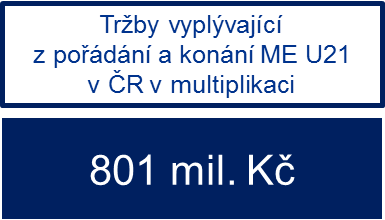 Tržby vyplývající
z pořádání a konání ME U21
v ČR v multiplikaci
801 mil. Kč